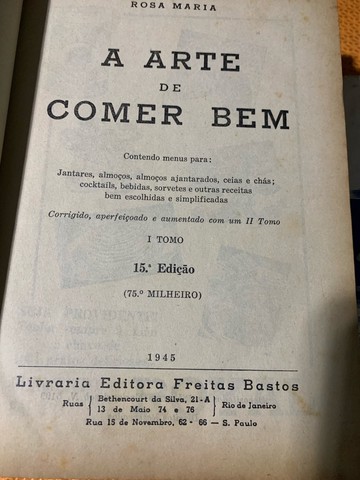 ROSA MARIA
A ARTE
DE
COMER BEM
Contendo menus para:
Jantares, almoços, almoços ajantarados, ceias e chás;
cocktails, bebidas, sorvetes e outras receitas
bem escolhidas e simplificadas
Corrigido, aperfeiçoado e aumentado com um II Tomo
I TOMO
15.ª Edição
(75.º MILHEIRO)
1945
Livraria Editora Freitas Bastos
Ruas { Bethencourt da Silva, 21-A } Rio de Janeiro
13 de Maio 74 e 76
Rua 15 de Novembro, 62 - 66 — S. Paulo